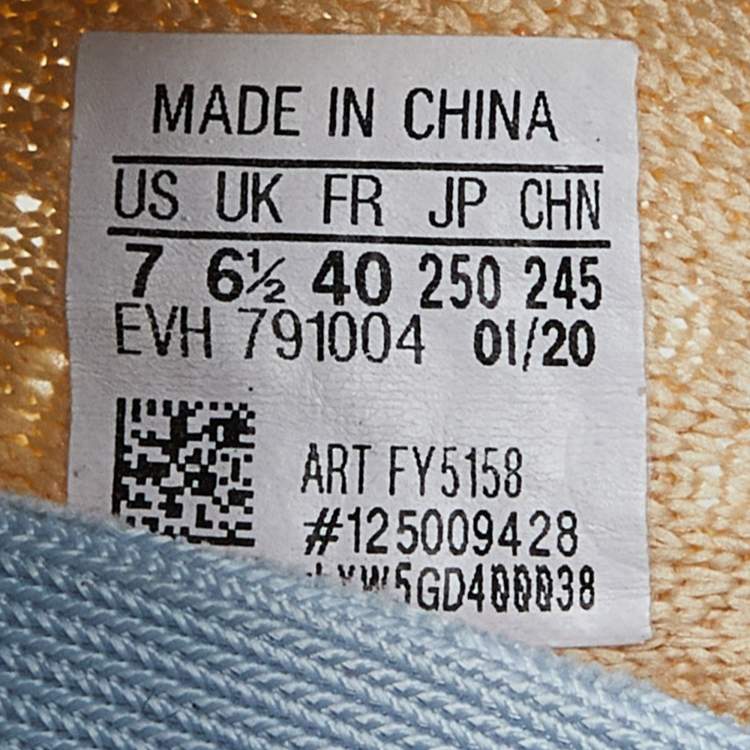 MADE IN CHINA
US UK FR JP CHN
7 6½ 40 250 245
EVH 791004 01/20
ART FY5158
#125009428